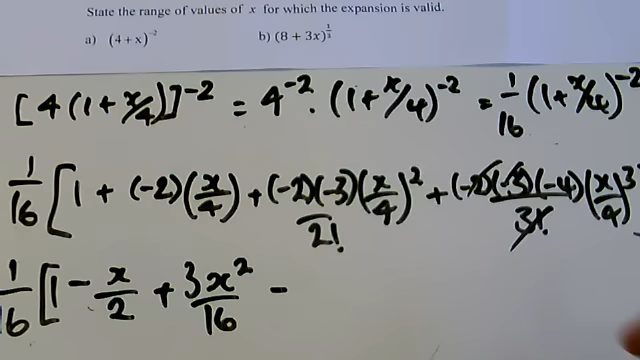 State the range of values of x for which the expansion is valid.
a) (4+x)⁻² b) (8 + 3x)^(1/3)
[4(1+x/4)]⁻² = 4⁻² · (1+x/4)⁻² = 1/16 (1+x/4)⁻²
1/16 [1 + (-2)(x/4) + (-2)(-3)/2! (x/4)² + (-2)(-3)(-4)/3! (x/4)³
1/16 [1 - x/2 + 3x²/16 -